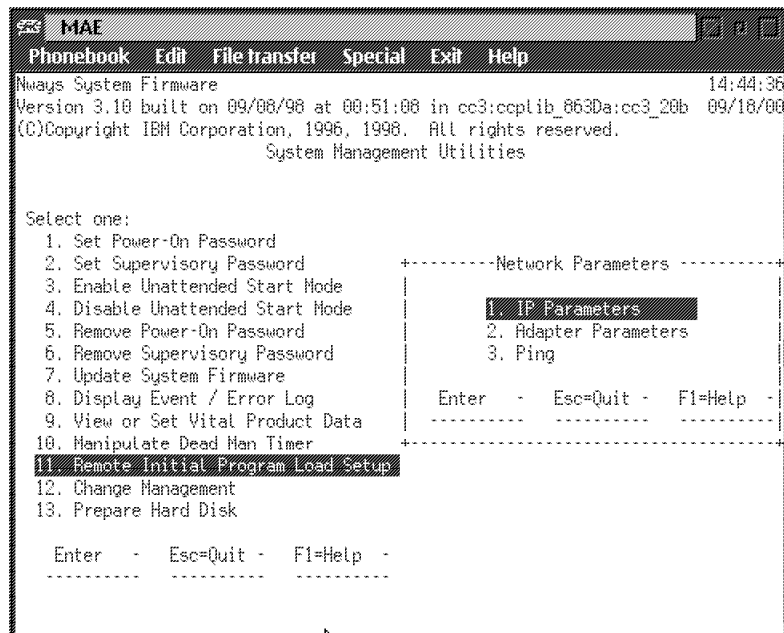 MAE
Phonebook Edit File transfer Special Exit Help
Nways System Firmware 14:44:36
Version 3.10 built on 09/08/98 at 00:51:08 in cc3:ccplib_863Da:cc3_20b 09/18/00
(C)Copyright IBM Corporation, 1996, 1998. All rights reserved.
System Management Utilities
Select one:
1. Set Power-On Password
2. Set Supervisory Password
3. Enable Unattended Start Mode
4. Disable Unattended Start Mode
5. Remove Power-On Password
6. Remove Supervisory Password
7. Update System Firmware
8. Display Event / Error Log
9. View or Set Vital Product Data
10. Manipulate Dead Man Timer
11. Remote Initial Program Load Setup
12. Change Management
13. Prepare Hard Disk
Enter - Esc=Quit - F1=Help -
Network Parameters
1. IP Parameters
2. Adapter Parameters
3. Ping
Enter - Esc=Quit - F1=Help -